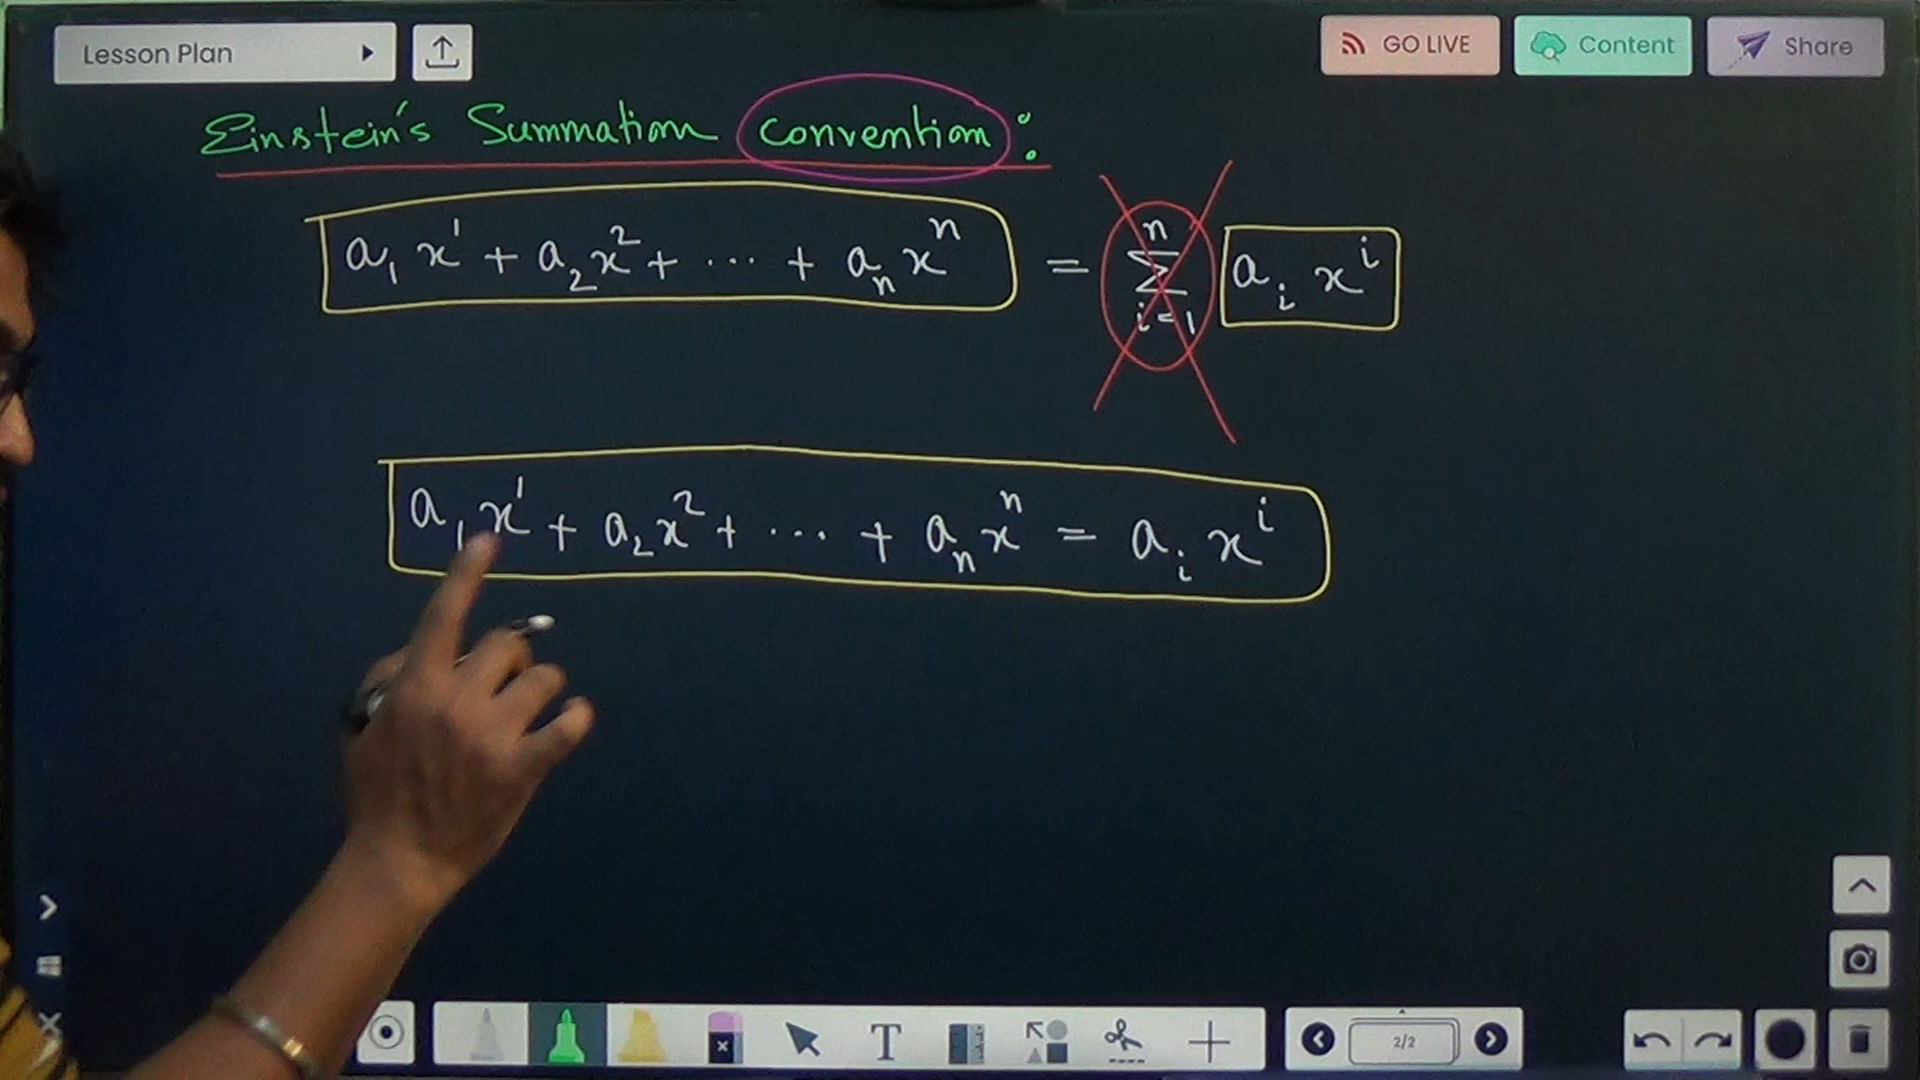 Lesson Plan
GO LIVE
Content
Share
Einstein's Summation Convention :
a₁ x¹ + a₂ x² + ··· + aₙ xⁿ = Σ n i=1 aᵢ xⁱ
a₁ x¹ + a₂ x² + ··· + aₙ xⁿ = aᵢ xⁱ
T
2/2